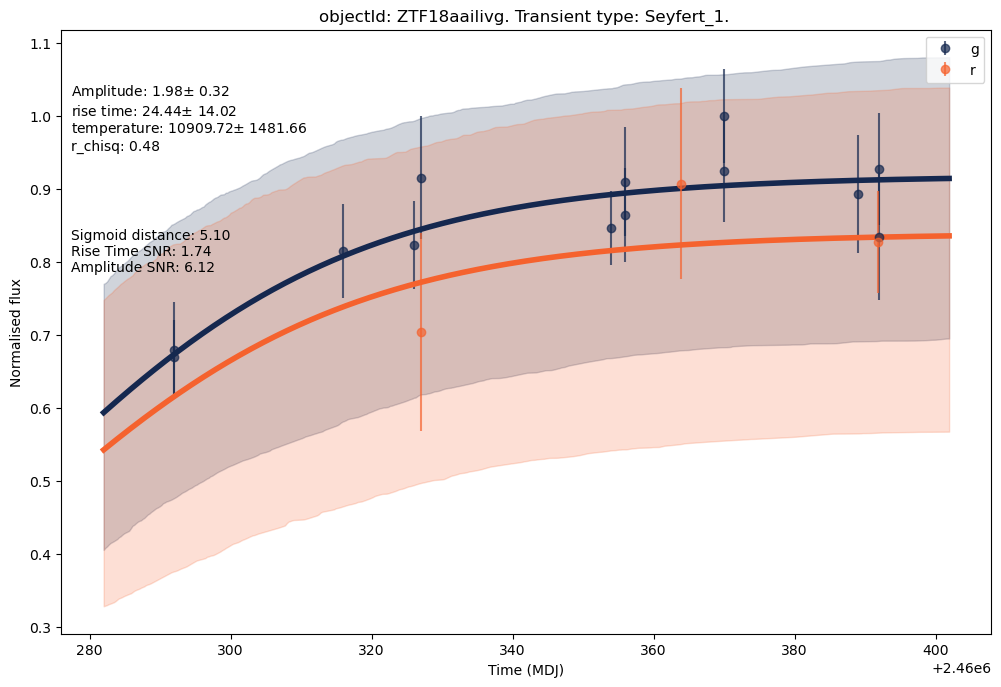 objectId: ZTF18aailivg. Transient type: Seyfert_1.
g
r
Amplitude: 1.98± 0.32
rise time: 24.44± 14.02
temperature: 10909.72± 1481.66
r_chisq: 0.48
Sigmoid distance: 5.10
Rise Time SNR: 1.74
Amplitude SNR: 6.12
Normalised flux
1.1
1.0
0.9
0.8
0.7
0.6
0.5
0.4
0.3
280
300
320
340
360
380
400
Time (MDJ)
+2.46e6